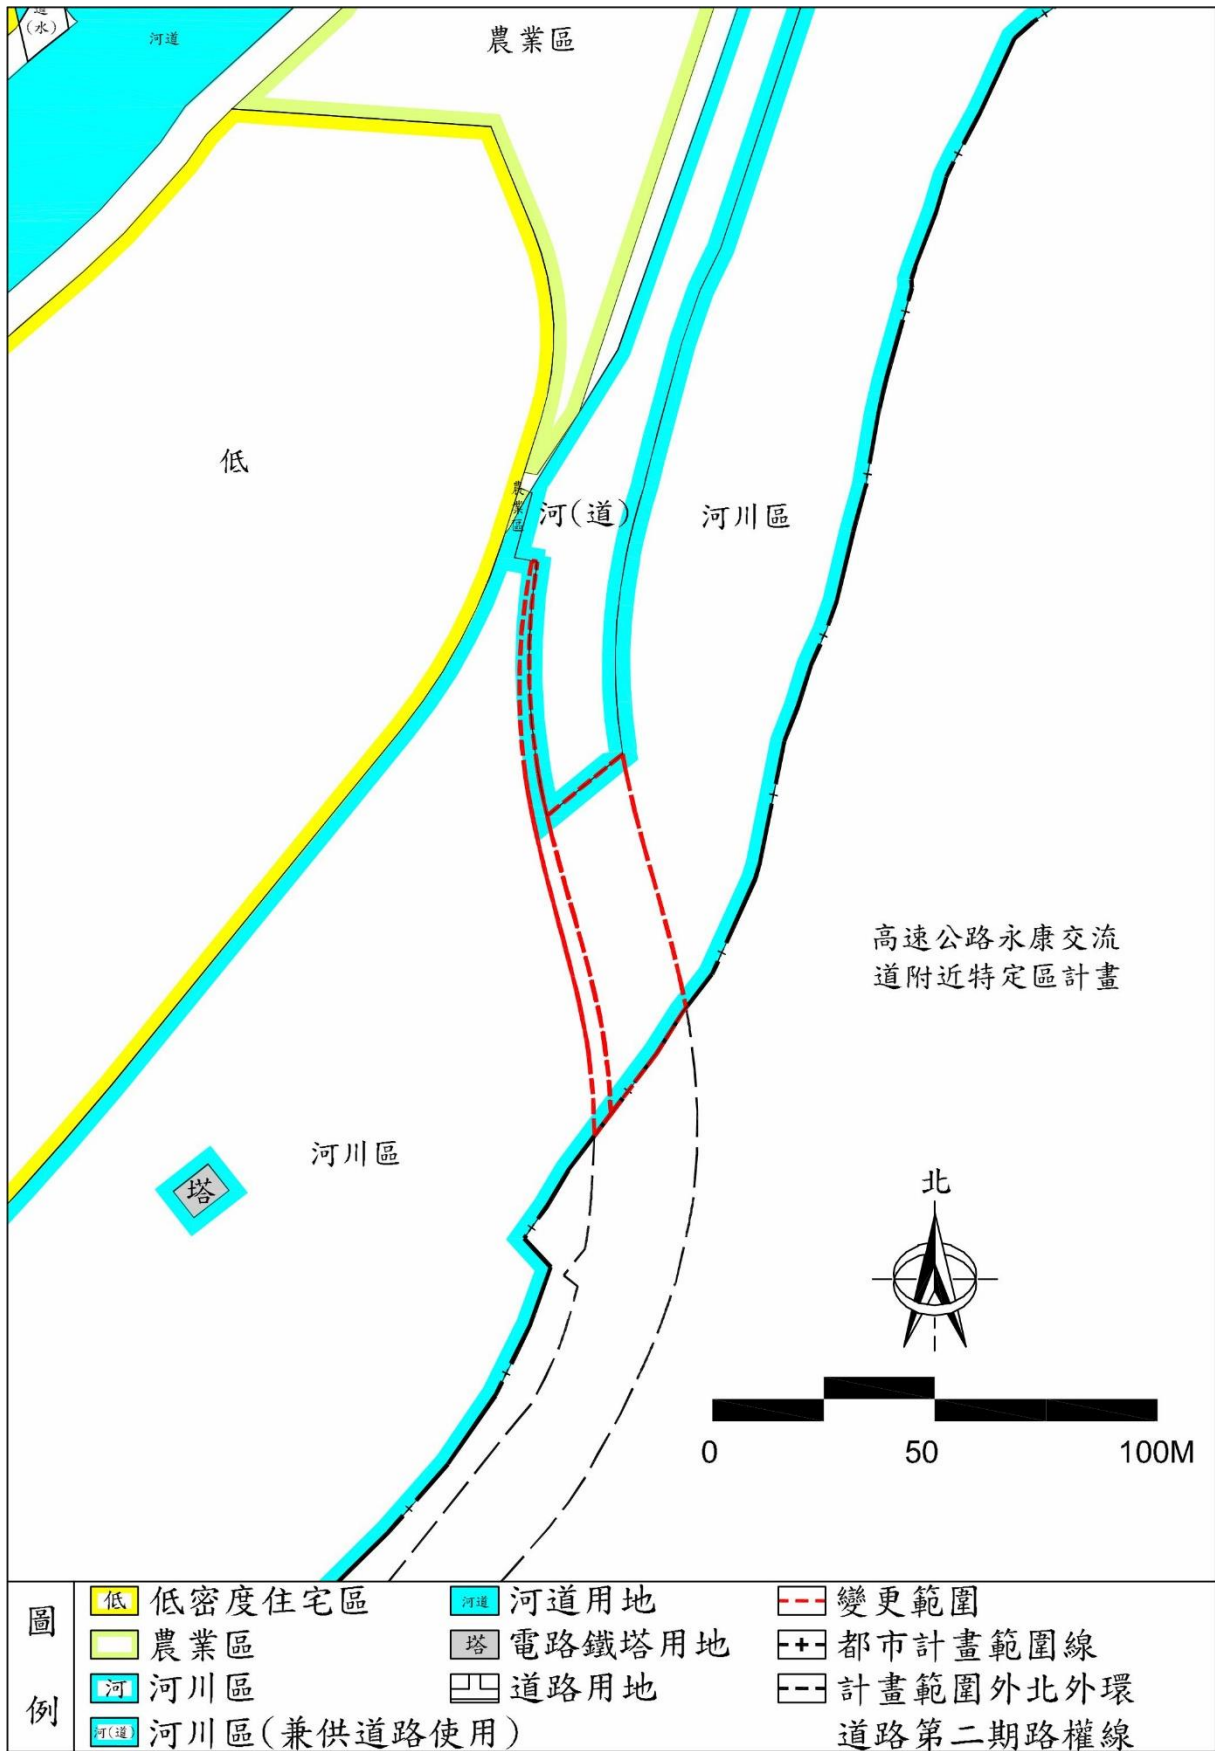 道
(水)
河道
農業區
低
農業區
河(道)
河川區
高速公路永康交流
道附近特定區計畫
河川區
塔
北
0 50 100M
圖例
低 低密度住宅區
農業區
河 河川區
河(道) 河川區(兼供道路使用)
河道 河道用地
塔 電路鐵塔用地
道路用地
變更範圍
都市計畫範圍線
計畫範圍外北外環
道路第二期路權線